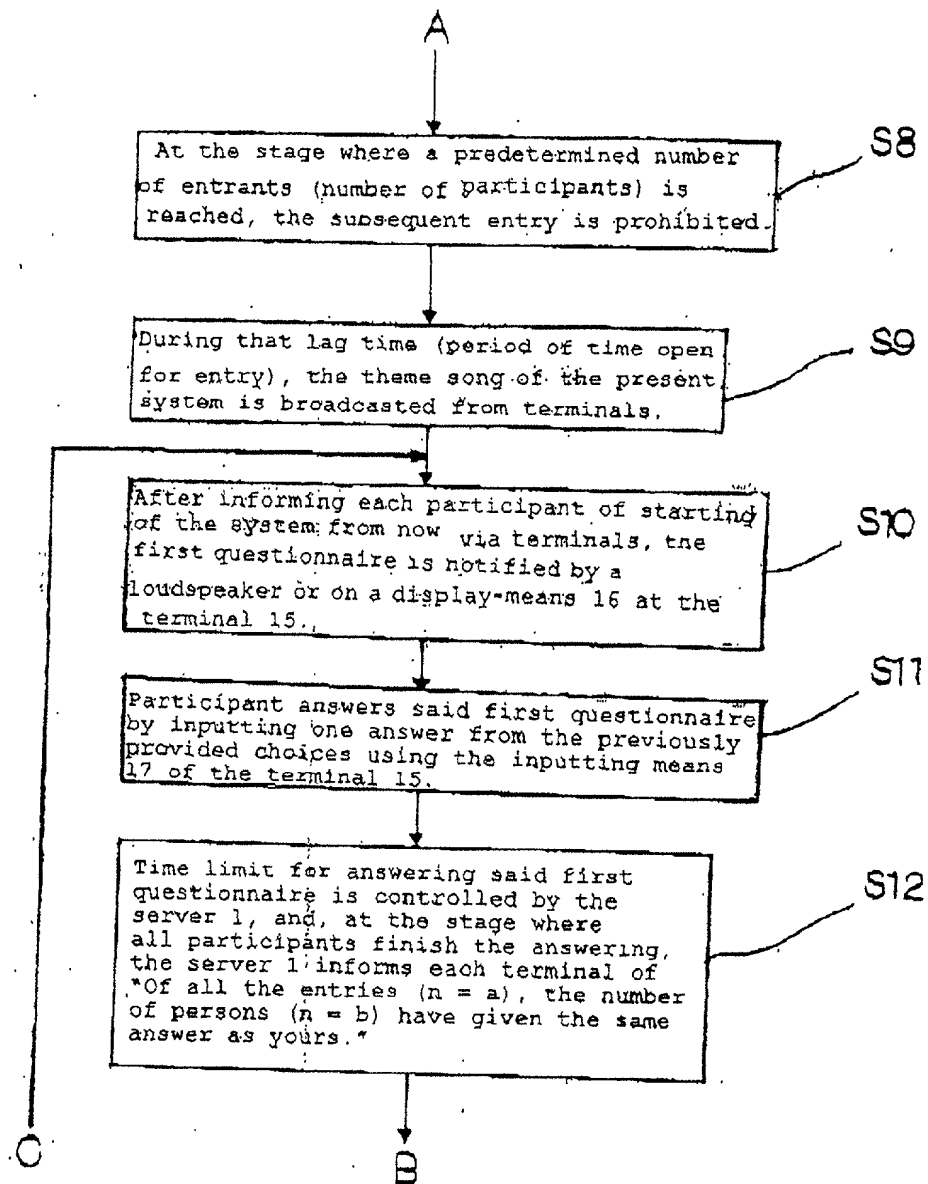 A
At the stage where a predetermined number
of entrants (number of participants) is
reached, the subsequent entry is prohibited.
S8
During that lag time (period of time open
for entry), the theme song of the present
system is broadcasted from terminals.
S9
After informing each participant of starting
of the system from now via terminals, the
first questionnaire is notified by a
loudspeaker or on a display-means 16 at the
terminal 15.
S10
Participant answers said first questionnaire
by inputting one answer from the previously
provided choices using the inputting means
17 of the terminal 15.
S11
Time limit for answering said first
questionnaire is controlled by the
server 1, and, at the stage where
all participants finish the answering,
the server 1 informs each terminal of
"Of all the entries (n = a), the number
of persons (n = b) have given the same
answer as yours."
S12
C
B